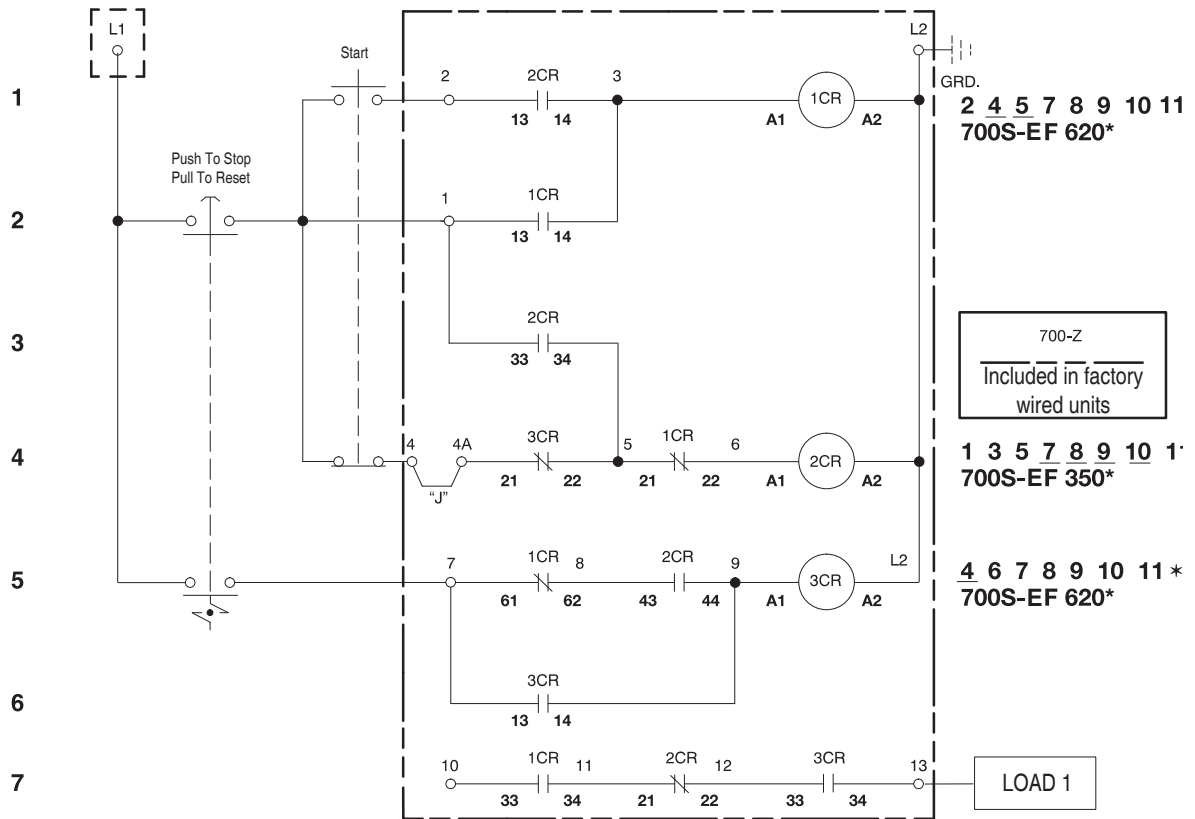 L1
L2
Start
GRD.
1
2
2CR
3
1CR
13 14
A1 A2
2 4 5 7 8 9 10 11
700S-EF 620*
Push To Stop
Pull To Reset
2
1
1CR
13 14
3
2CR
33 34
700-Z
Included in factory
wired units
4
4
4A
3CR
5
1CR
6
2CR
"J"
21 22
21 22
A1 A2
1 3 5 7 8 9 10 11
700S-EF 350*
5
7
1CR
8
2CR
9
3CR
L2
61 62
43 44
A1 A2
4 6 7 8 9 10 11 *
700S-EF 620*
6
3CR
13 14
7
10
1CR
11
2CR
12
3CR
13
LOAD 1
33 34
21 22
33 34